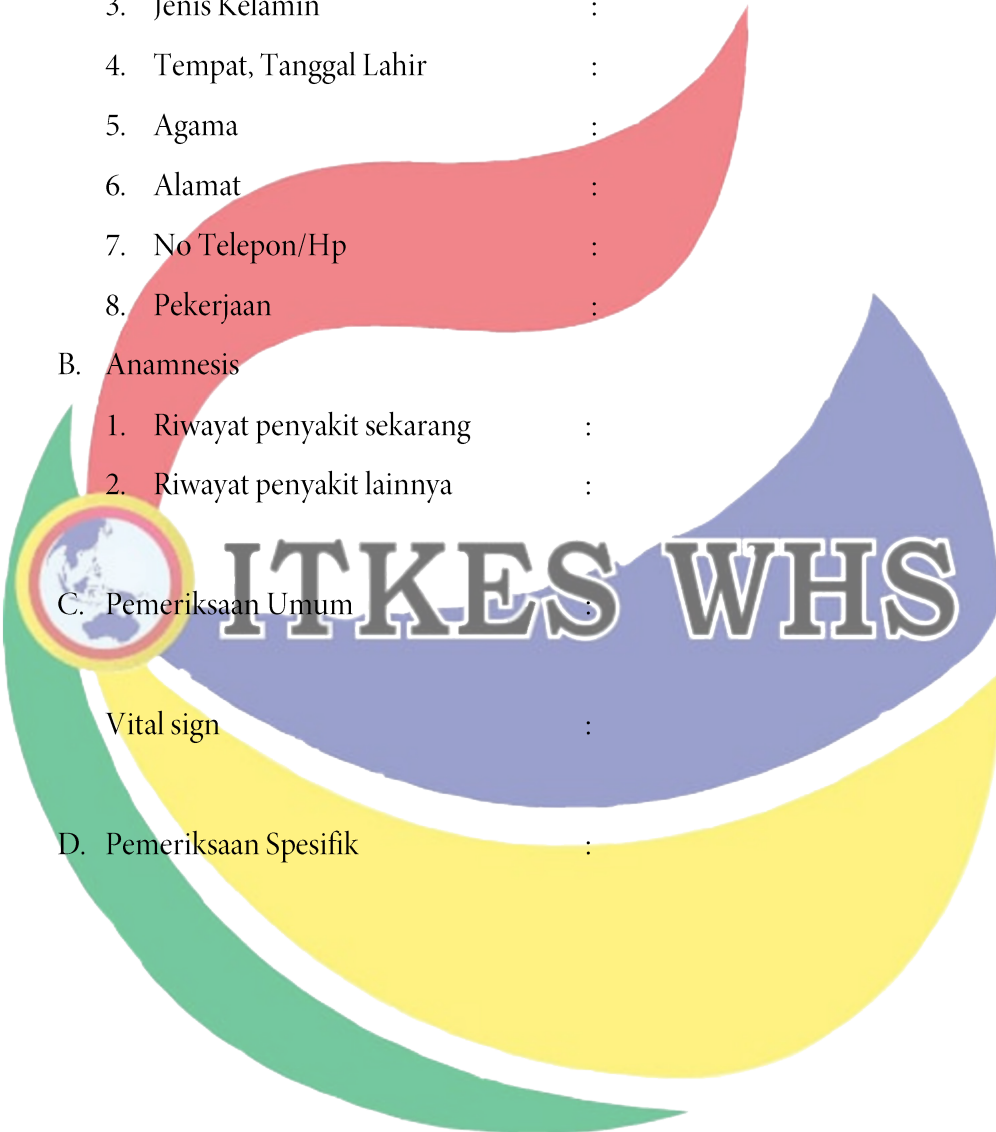 3. Jenis Kelamin :
4. Tempat, Tanggal Lahir :
5. Agama :
6. Alamat :
7. No Telepon/Hp :
8. Pekerjaan :
B. Anamnesis
1. Riwayat penyakit sekarang :
2. Riwayat penyakit lainnya :
ITKES WHS
C. Pemeriksaan Umum :
Vital sign :
D. Pemeriksaan Spesifik :